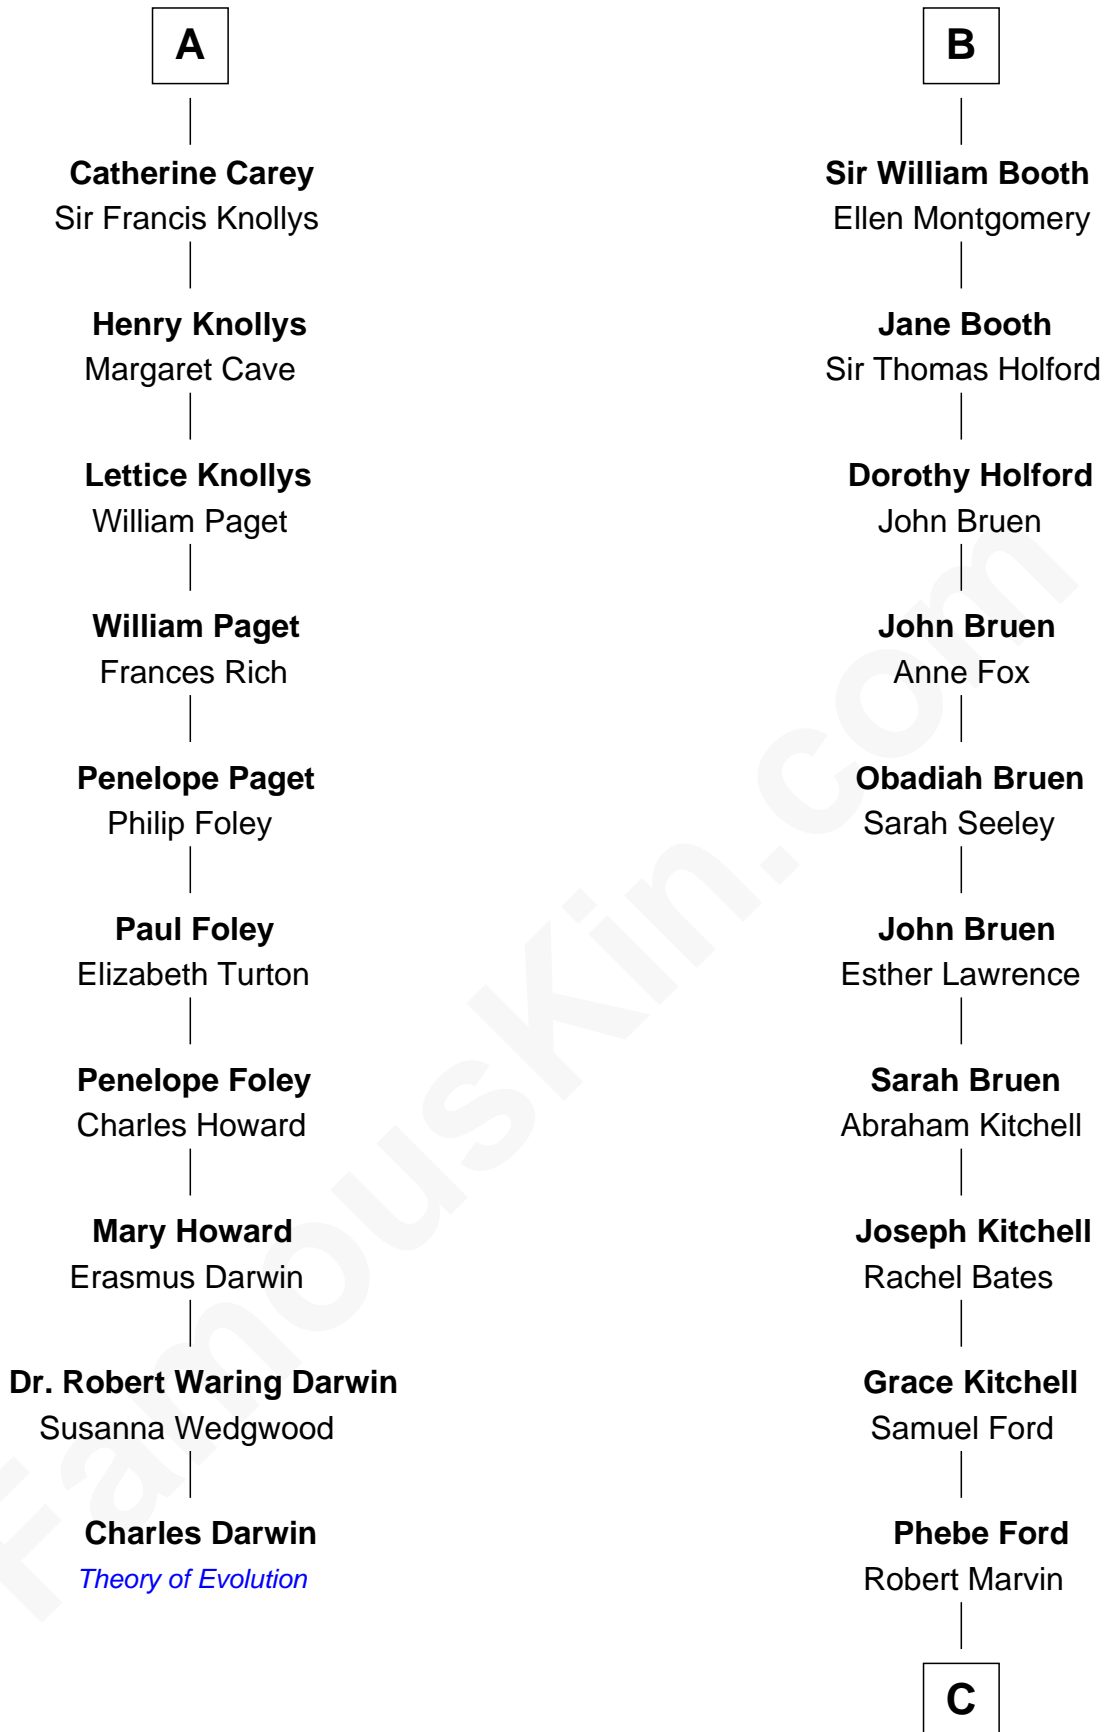 A
Catherine Carey
Sir Francis Knollys
Henry Knollys
Margaret Cave
Lettice Knollys
William Paget
William Paget
Frances Rich
Penelope Paget
Philip Foley
Paul Foley
Elizabeth Turton
Penelope Foley
Charles Howard
Mary Howard
Erasmus Darwin
Dr. Robert Waring Darwin
Susanna Wedgwood
Charles Darwin
Theory of Evolution
B
Sir William Booth
Ellen Montgomery
Jane Booth
Sir Thomas Holford
Dorothy Holford
John Bruen
John Bruen
Anne Fox
Obadiah Bruen
Sarah Seeley
John Bruen
Esther Lawrence
Sarah Bruen
Abraham Kitchell
Joseph Kitchell
Rachel Bates
Grace Kitchell
Samuel Ford
Phebe Ford
Robert Marvin
C
FamousKin.com